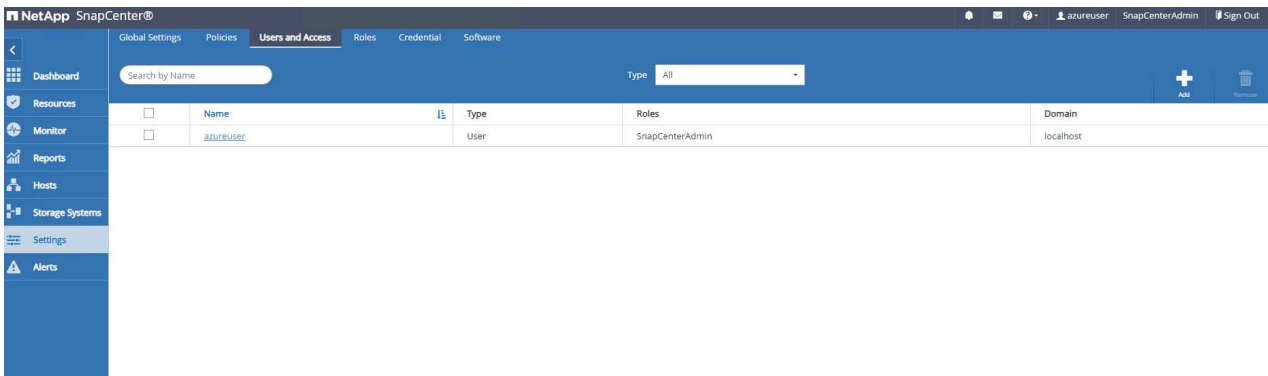 NetApp SnapCenter®
azureuser SnapCenterAdmin Sign Out
Global Settings Policies Users and Access Roles Credential Software
Search by Name
Type All
Add
Remove
Dashboard
Resources
Monitor
Reports
Hosts
Storage Systems
Settings
Alerts
Name Type Roles Domain
azureuser User SnapCenterAdmin localhost